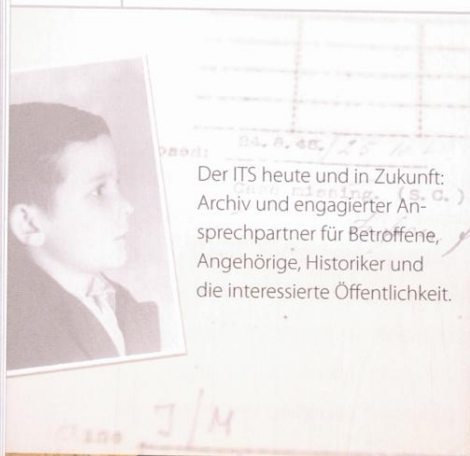 Der ITS heute und in Zukunft:
Archiv und engagierter An-
sprechpartner für Betroffene,
Angehörige, Historiker und
die interessierte Öffentlichkeit.
missing. (S.C.)
J/M